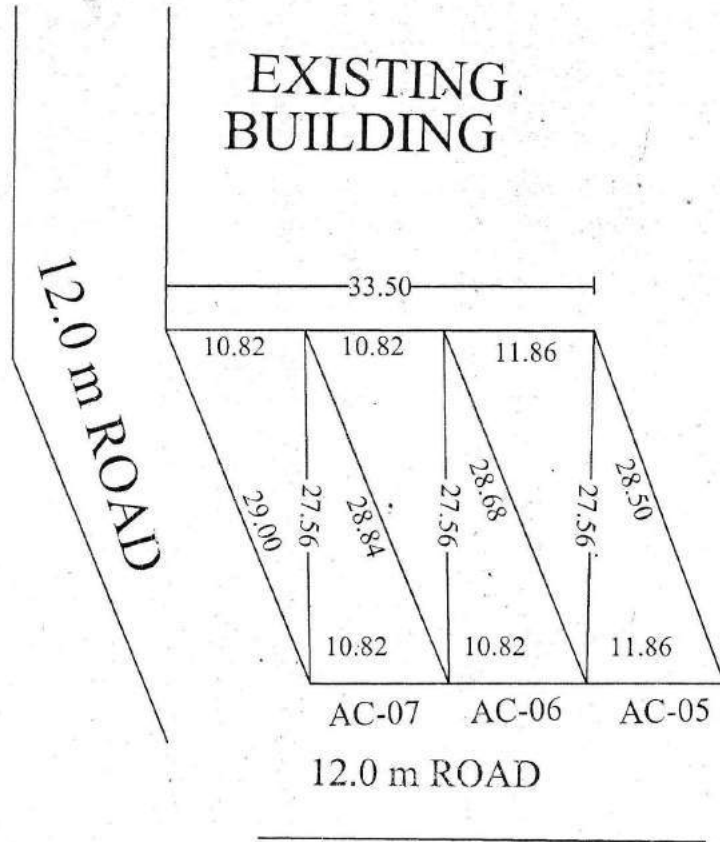 EXISTING
BUILDING
33.50
10.82 10.82 11.86
12.0 m ROAD
29.00 27.56 28.84 27.56 28.68 27.56 28.50
10.82 10.82 11.86
AC-07 AC-06 AC-05
12.0 m ROAD